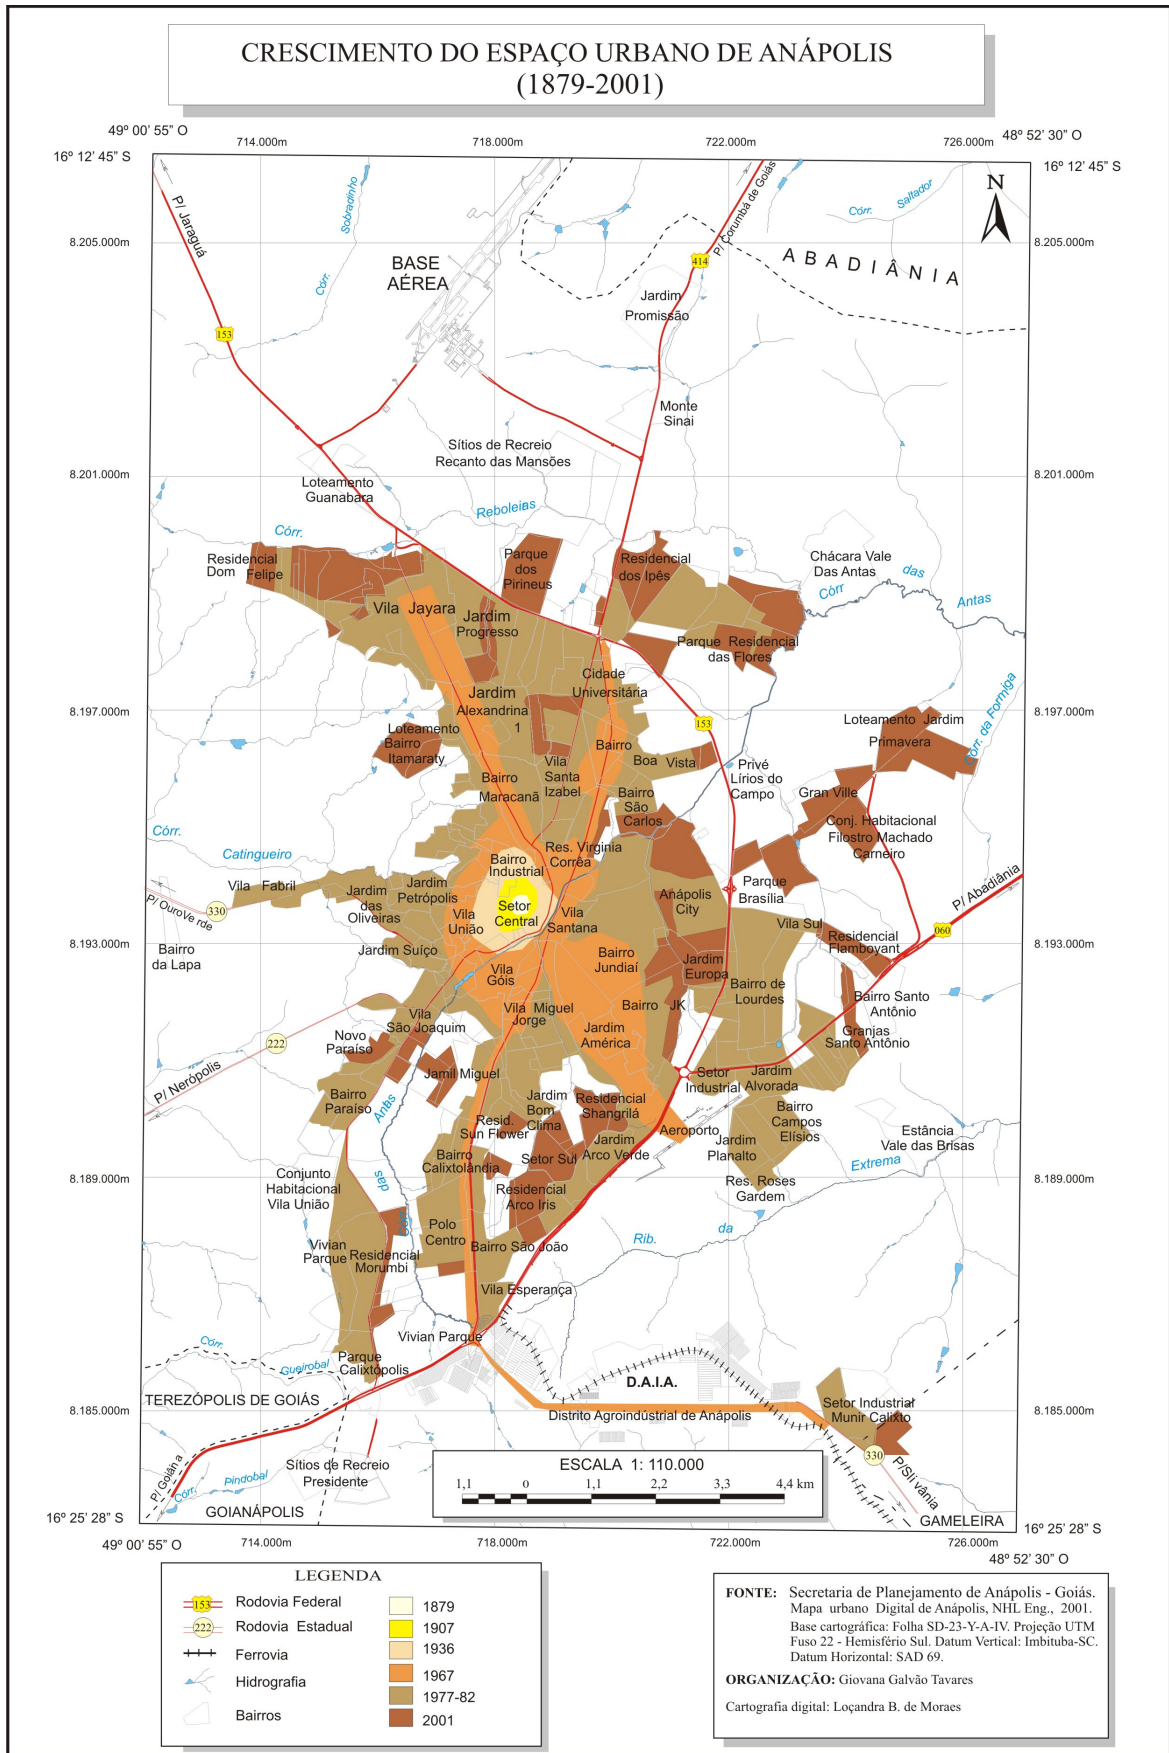 CRESCIMENTO DO ESPAÇO URBANO DE ANÁPOLIS
(1879-2001)
49º 00' 55" O
714.000m
718.000m
722.000m
726.000m
48º 52' 30" O
16º 12' 45" S
16º 12' 45" S
N
P/ Jaraguá
Córr. Sobradinho
P/ Corumbá de Goiás
Córr. Saltador
8.205.000m
8.205.000m
BASE
AÉREA
414
ABADIÂNIA
Jardim
Promissão
153
Monte
Sinai
Sítios de Recreio
Recanto das Mansões
8.201.000m
8.201.000m
Loteamento
Guanabara
Córr. Reboleias
Residencial
Dom Felipe
Parque
dos
Pirineus
Residencial
dos Ipês
Chácara Vale
Das Antas
Córr das Antas
Vila Jayara
Jardim
Progresso
Parque Residencial
das Flores
Cidade
Universitária
Jardim
Alexandrina
1
8.197.000m
8.197.000m
Córr. da Formiga
Loteamento Jardim
Primavera
153
Loteamento
Bairro
Itamaraty
Bairro
Boa Vista
Vila
Santa
Izabel
Privé
Lírios do
Campo
Bairro
Maracanã
Bairro
São
Carlos
Gran Ville
Conj. Habitacional
Filostro Machado
Carneiro
Córr.
Catingueiro
Res. Virginia
Corrêa
Bairro
Industrial
Vila Fabril
Jardim
das
Oliveiras
Jardim
Petrópolis
Parque
Brasília
Anápolis
City
P/ Abadiânia
P/ OuroVe rde
330
Setor
Central
Vila
União
Vila
Santana
Vila Sul
060
8.193.000m
8.193.000m
Bairro
da Lapa
Jardim Suíço
Residencial
Flamboyant
Bairro
Jundiaí
Jardim
Europa
Vila
Góis
Bairro de
Lourdes
Bairro Santo
Antônio
Vila Miguel
Jorge
Bairro JK
Vila
São Joaquim
Jardim
América
Granjas
Santo Antônio
Novo
Paraíso
222
P/ Nerópolis
Jamil Miguel
Setor
Industrial
Jardim
Alvorada
Bairro
Paraíso
Jardim
Bom
Clima
Residencial
Shangrilá
Resid.
Sun Flower
Bairro
Campos
Elísios
Aeroporto
Jardim
Planalto
Estância
Vale das Brisas
Jardim
Arco Verde
Bairro
Calixtolândia
Setor Sul
8.189.000m
8.189.000m
Conjunto
Habitacional
Vila União
Córr. das Antas
Residencial
Arco Iris
Res. Roses
Gardem
Rib. da Extrema
Polo
Centro
Vivian
Parque
Residencial
Morumbi
Bairro São João
Vila Esperança
Vivian Parque
Córr. Gueirobal
Parque
Calixtópolis
D.A.I.A.
TEREZÓPOLIS DE GOIÁS
Distrito Agroindústrial de Anápolis
Setor Industrial
Munir Calixto
8.185.000m
8.185.000m
330
P/Sli vânia
P/ Goiân a
Córr. Pindobal
Sítios de Recreio
Presidente
GOIANÁPOLIS
GAMELEIRA
ESCALA 1: 110.000
1,1 0 1,1 2,2 3,3 4,4 km
16º 25' 28" S
16º 25' 28" S
49º 00' 55" O
714.000m
718.000m
722.000m
726.000m
48º 52' 30" O
LEGENDA
153 Rodovia Federal
222 Rodovia Estadual
Ferrovia
Hidrografia
Bairros
1879
1907
1936
1967
1977-82
2001
FONTE: Secretaria de Planejamento de Anápolis - Goiás.
Mapa urbano Digital de Anápolis, NHL Eng., 2001.
Base cartográfica: Folha SD-23-Y-A-IV. Projeção UTM
Fuso 22 - Hemisfério Sul. Datum Vertical: Imbituba-SC.
Datum Horizontal: SAD 69.
ORGANIZAÇÃO: Giovana Galvão Tavares
Cartografia digital: Loçandra B. de Moraes